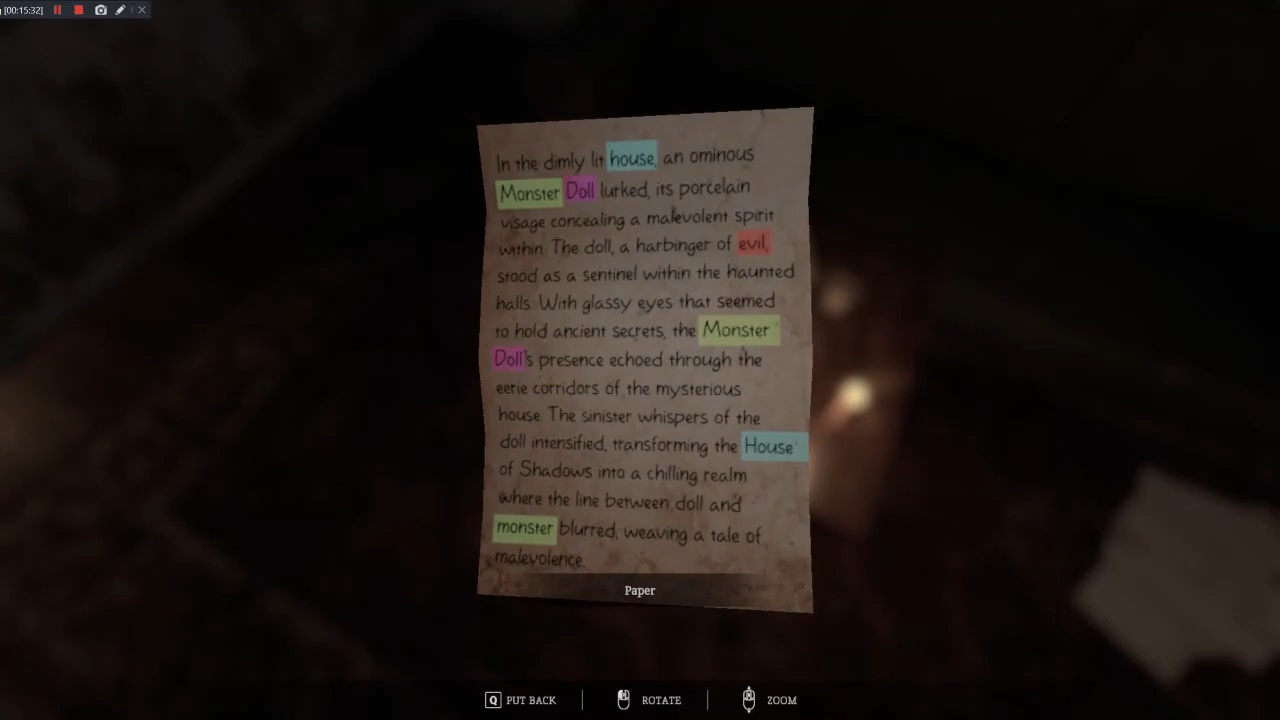 [00:15:32]
In the dimly lit house, an ominous
Monster Doll lurked, its porcelain
visage concealing a malevolent spirit
within. The doll, a harbinger of evil,
stood as a sentinel within the haunted
halls. With glassy eyes that seemed
to hold ancient secrets, the Monster
Doll's presence echoed through the
eerie corridors of the mysterious
house. The sinister whispers of the
doll intensified, transforming the House
of Shadows into a chilling realm
where the line between doll and
monster blurred, weaving a tale of
malevolence.
Paper
Q PUT BACK ROTATE ZOOM